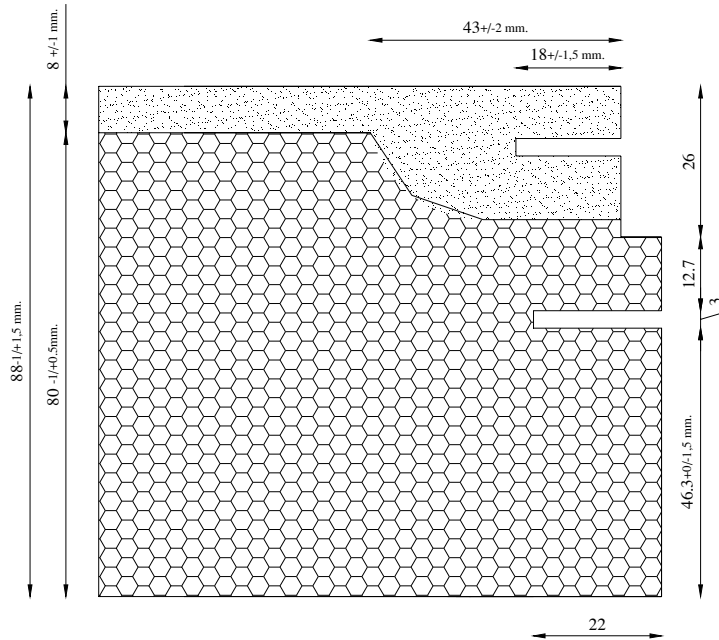 43+/-2 mm.
18+/-1,5 mm.
8 +/-1 mm.
26
12.7
3
88-1/+1,5 mm.
80 -1/+0.5mm.
46.3+0/-1,5 mm.
22